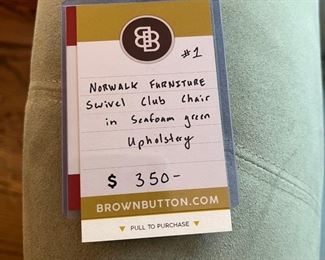 BB
#1
Norwalk Furniture
Swivel Club Chair
in Seafoam green
Upholstery
$ 350-
BROWNBUTTON.COM
PULL TO PURCHASE